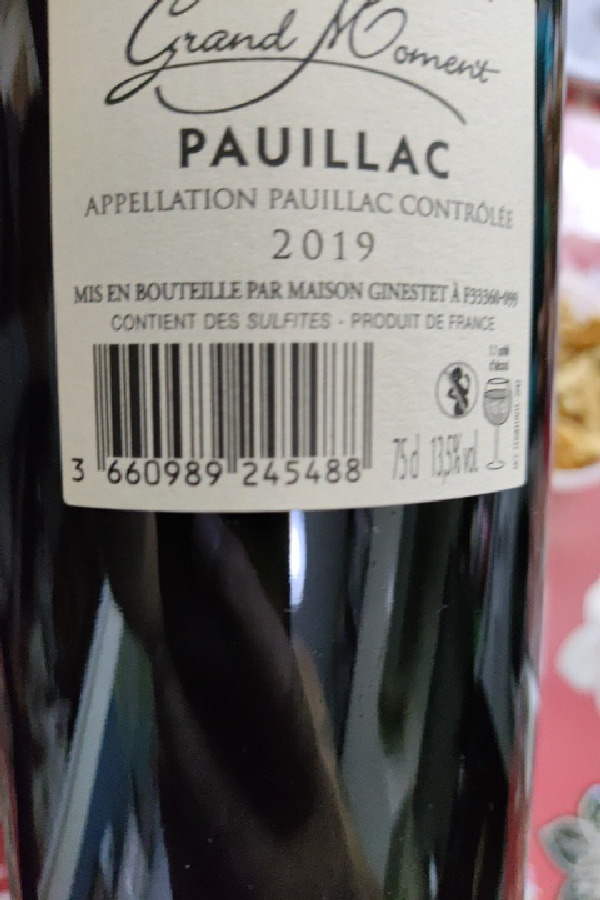 Grand Moment
PAUILLAC
APPELLATION PAUILLAC CONTRÔLÉE
2019
MIS EN BOUTEILLE PAR MAISON GINESTET À F33360-099
CONTIENT DES SULFITES - PRODUIT DE FRANCE
3 660989 245488
75cl 13,5% vol